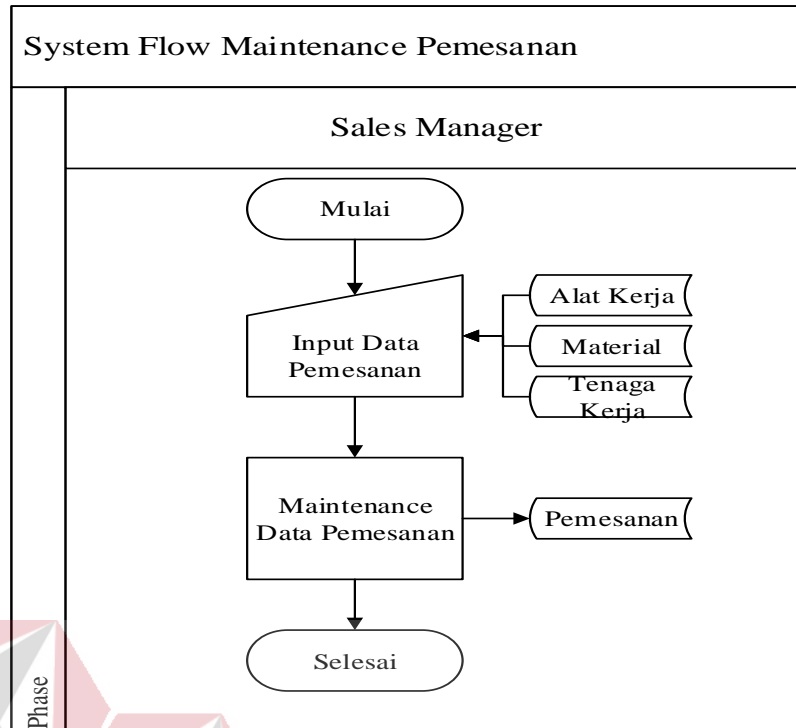 System Flow Maintenance Pemesanan
Sales Manager
Mulai
Input Data
Pemesanan
Alat Kerja
Material
Tenaga
Kerja
Maintenance
Data Pemesanan
Pemesanan
Selesai
Phase